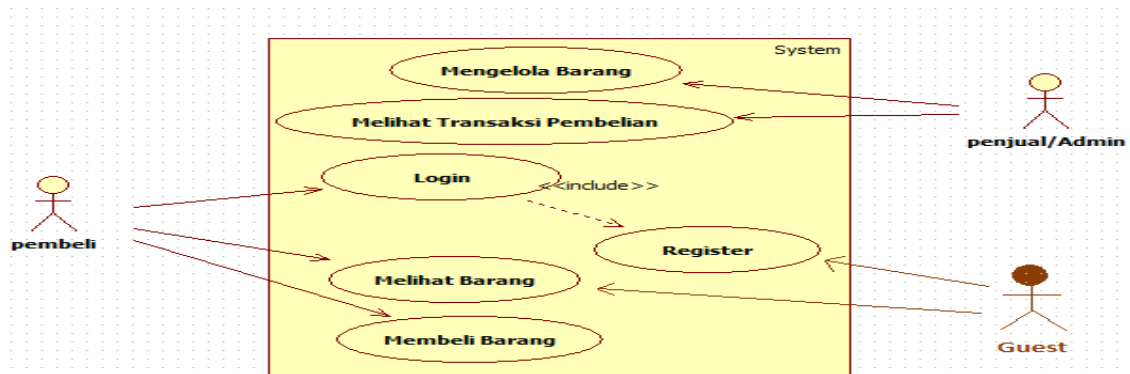 System
Mengelola Barang
Melihat Transaksi Pembelian
penjual/Admin
Login
<<include>>
pembeli
Register
Melihat Barang
Membeli Barang
Guest